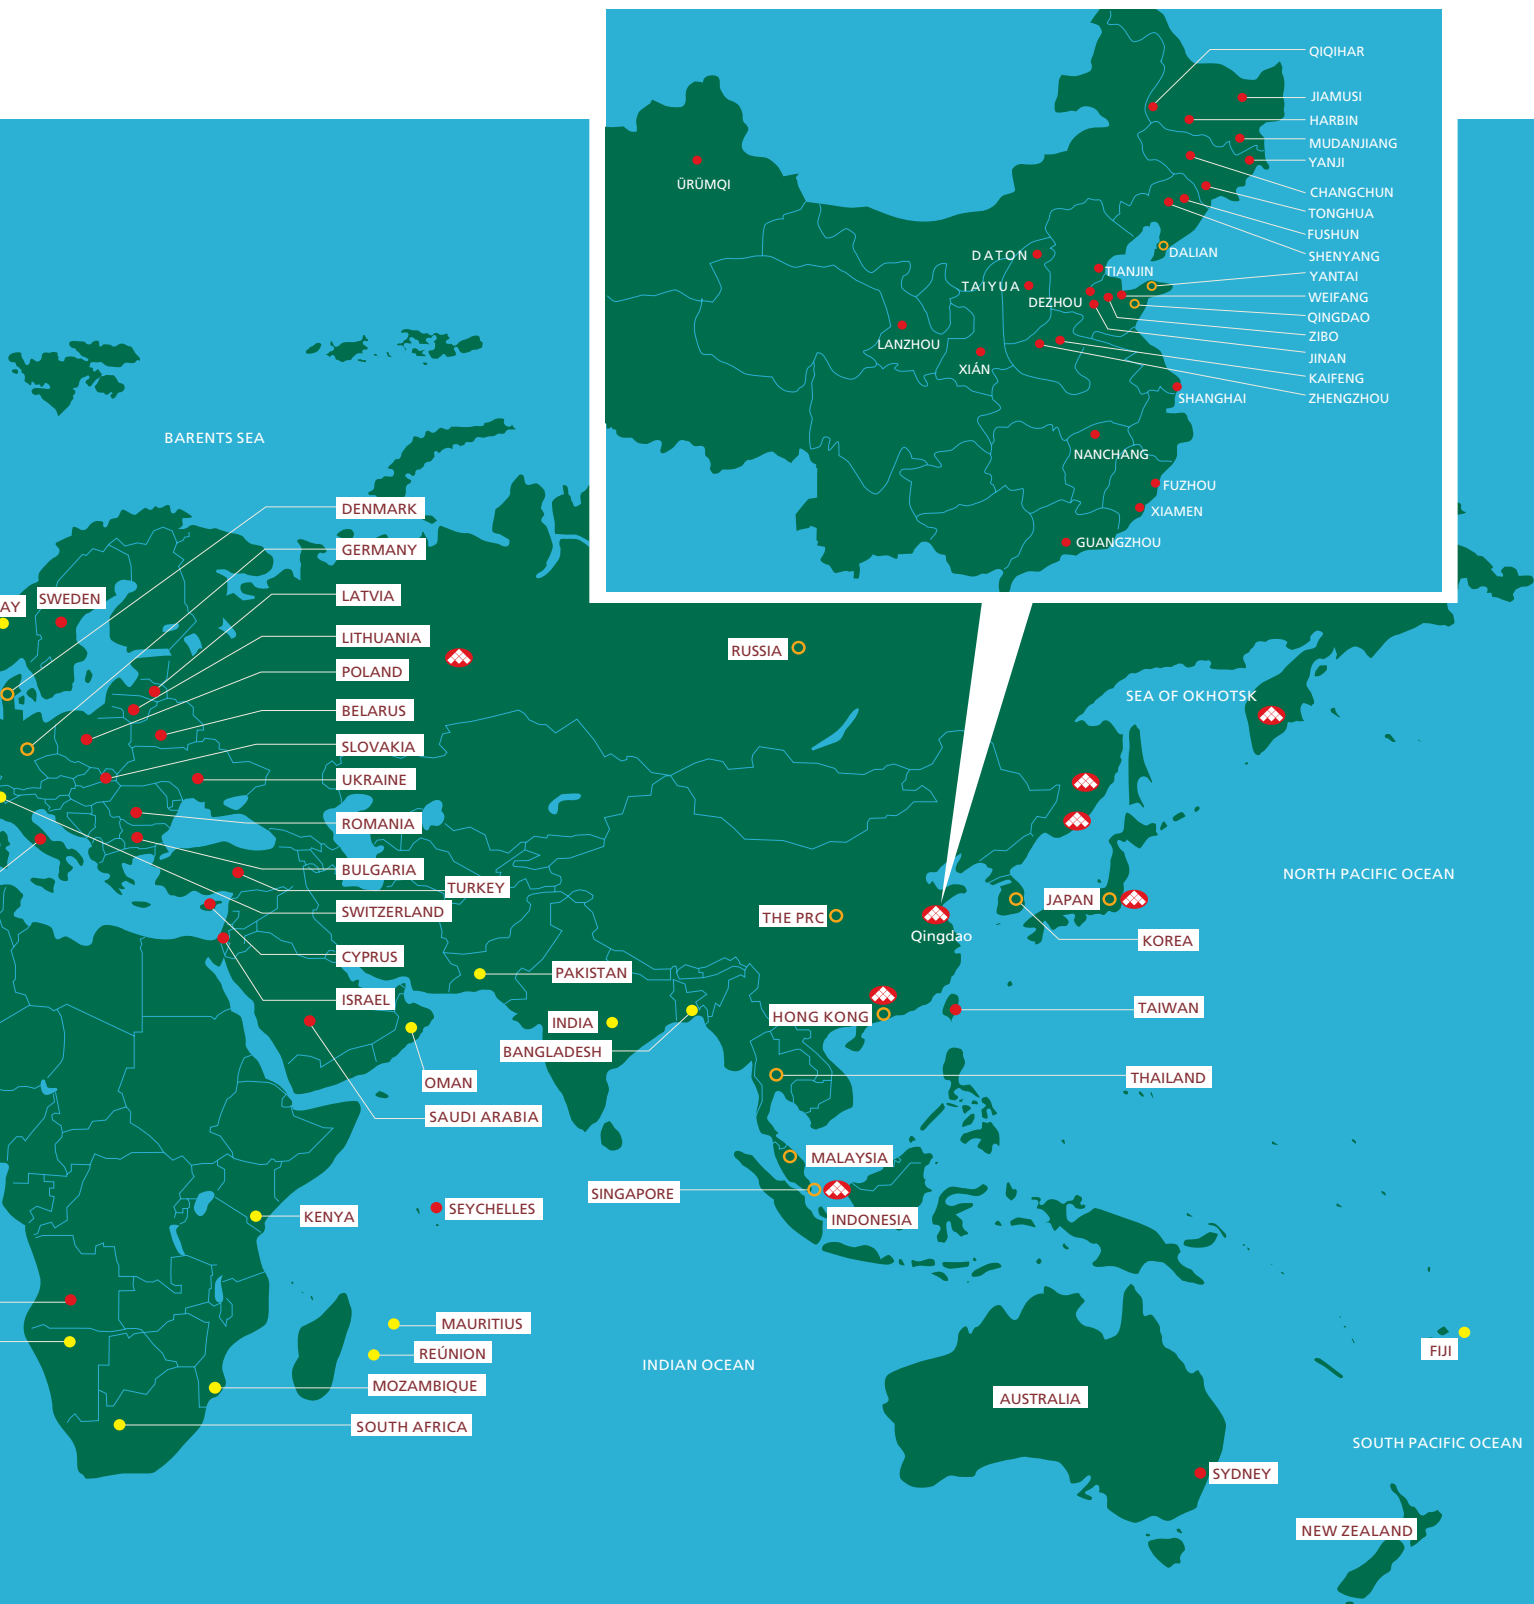 QIQIHAR
JIAMUSI
HARBIN
MUDANJIANG
YANJI
ÜRÜMQI
CHANGCHUN
TONGHUA
FUSHUN
DALIAN
SHENYANG
DATON
TIANJIN
YANTAI
TAIYUA
DEZHOU
WEIFANG
QINGDAO
ZIBO
LANZHOU
JINAN
XIÁN
KAIFENG
SHANGHAI
ZHENGZHOU
NANCHANG
FUZHOU
XIAMEN
GUANGZHOU
BARENTS SEA
DENMARK
GERMANY
LATVIA
SWEDEN
AY
LITHUANIA
RUSSIA
POLAND
SEA OF OKHOTSK
BELARUS
SLOVAKIA
UKRAINE
ROMANIA
BULGARIA
NORTH PACIFIC OCEAN
TURKEY
JAPAN
SWITZERLAND
THE PRC
Qingdao
KOREA
CYPRUS
PAKISTAN
ISRAEL
TAIWAN
HONG KONG
INDIA
BANGLADESH
THAILAND
OMAN
SAUDI ARABIA
MALAYSIA
SINGAPORE
SEYCHELLES
KENYA
INDONESIA
MAURITIUS
FIJI
REÚNION
INDIAN OCEAN
MOZAMBIQUE
AUSTRALIA
SOUTH AFRICA
SOUTH PACIFIC OCEAN
SYDNEY
NEW ZEALAND